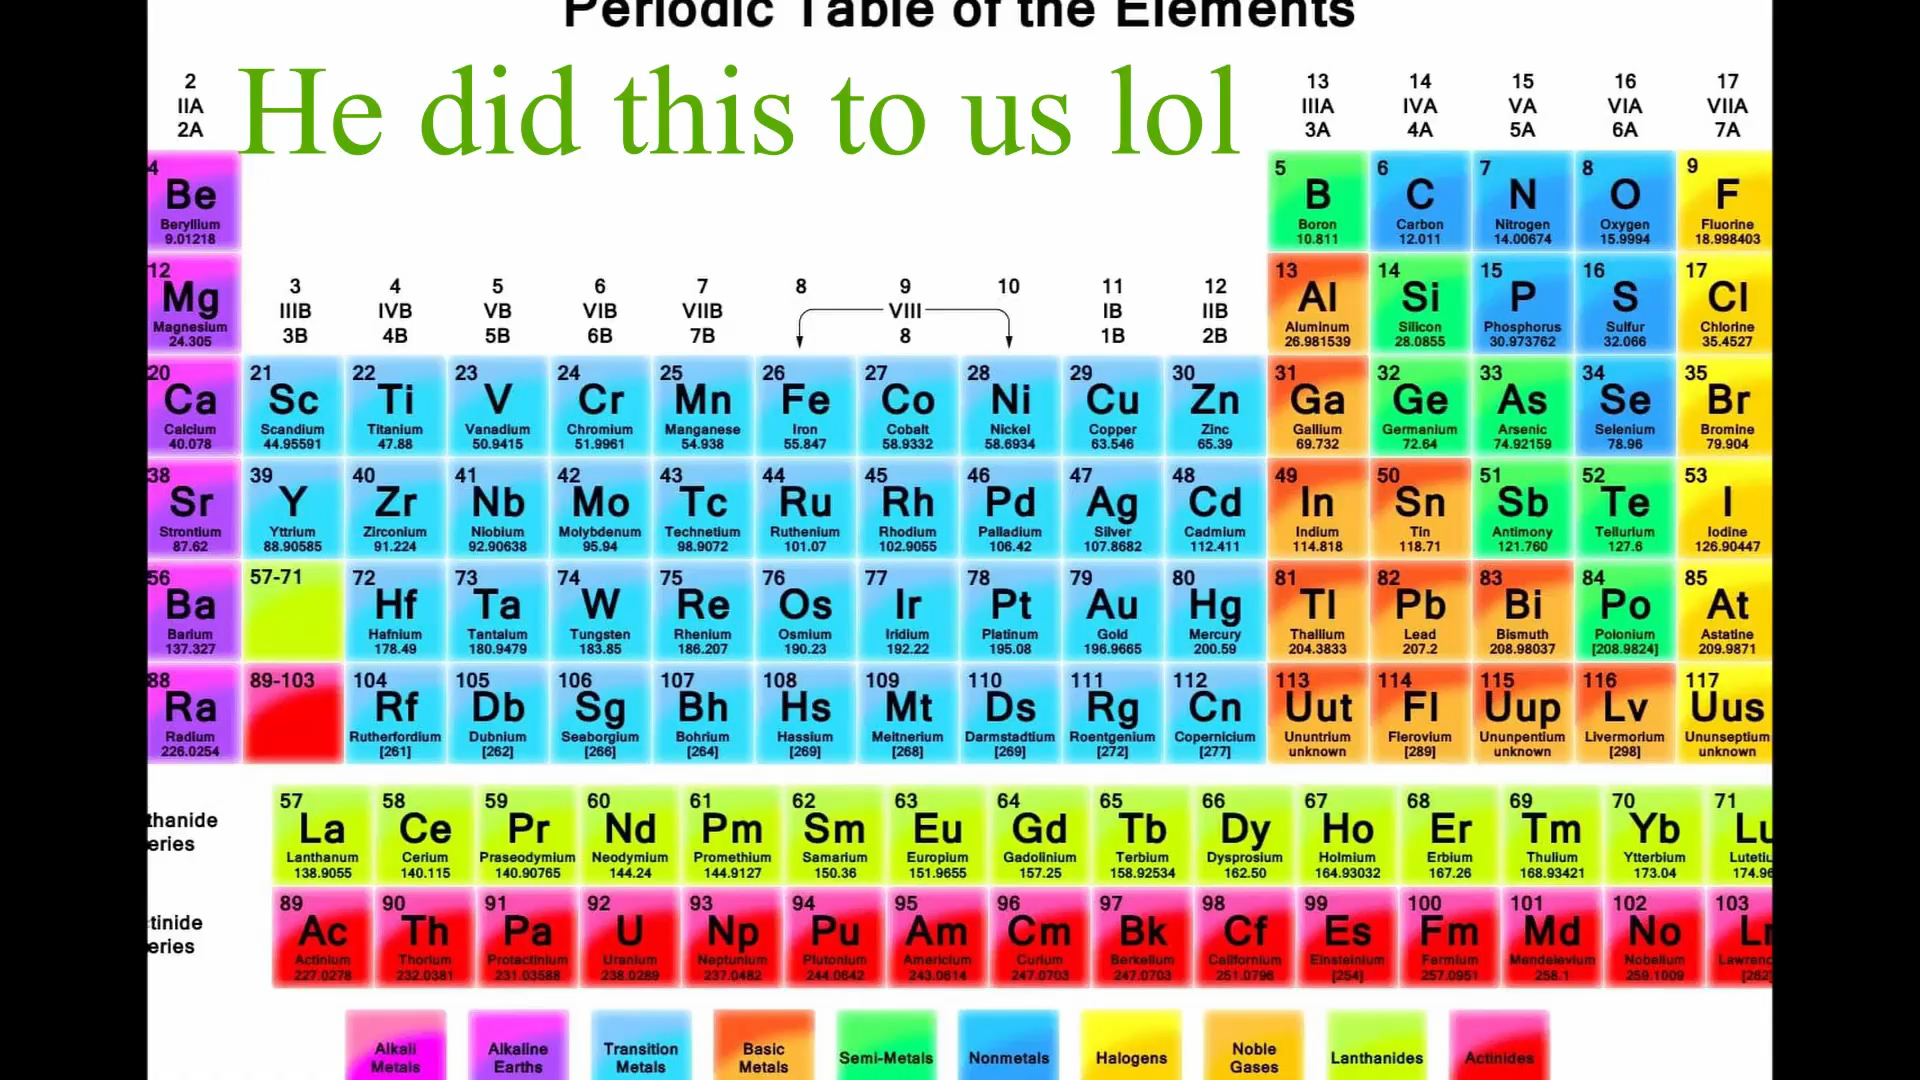 Periodic Table of the Elements
He did this to us lol
2 13 14 15 16 17
IIA IIIA IVA VA VIA VIIA
2A 3A 4A 5A 6A 7A
4 5 6 7 8 9
Be B C N O F
Beryllium Boron Carbon Nitrogen Oxygen Fluorine
9.01218 10.811 12.011 14.00674 15.9994 18.998403
12 13 14 15 16 17
Mg Al Si P S Cl
Magnesium Aluminum Silicon Phosphorus Sulfur Chlorine
24.305 26.981539 28.0855 30.973762 32.066 35.4527
3 4 5 6 7 8 9 10 11 12
IIIB IVB VB VIB VIIB VIII IB IIB
3B 4B 5B 6B 7B 8 1B 2B
20 21 22 23 24 25 26 27 28 29 30 31 32 33 34 35
Ca Sc Ti V Cr Mn Fe Co Ni Cu Zn Ga Ge As Se Br
Calcium Scandium Titanium Vanadium Chromium Manganese Iron Cobalt Nickel Copper Zinc Gallium Germanium Arsenic Selenium Bromine
40.078 44.95591 47.88 50.9415 51.9961 54.938 55.847 58.9332 58.6934 63.546 65.39 69.732 72.64 74.92159 78.96 79.904
38 39 40 41 42 43 44 45 46 47 48 49 50 51 52 53
Sr Y Zr Nb Mo Tc Ru Rh Pd Ag Cd In Sn Sb Te I
Strontium Yttrium Zirconium Niobium Molybdenum Technetium Ruthenium Rhodium Palladium Silver Cadmium Indium Tin Antimony Tellurium Iodine
87.62 88.90585 91.224 92.90638 95.94 98.9072 101.07 102.9055 106.42 107.8682 112.411 114.818 118.71 121.760 127.6 126.90447
56 57-71 72 73 74 75 76 77 78 79 80 81 82 83 84 85
Ba Hf Ta W Re Os Ir Pt Au Hg Tl Pb Bi Po At
Barium Hafnium Tantalum Tungsten Rhenium Osmium Iridium Platinum Gold Mercury Thallium Lead Bismuth Polonium Astatine
137.327 178.49 180.9479 183.85 186.207 190.23 192.22 195.08 196.9665 200.59 204.3833 207.2 208.98037 [208.9824] 209.9871
88 89-103 104 105 106 107 108 109 110 111 112 113 114 115 116 117
Ra Rf Db Sg Bh Hs Mt Ds Rg Cn Uut Fl Uup Lv Uus
Radium Rutherfordium Dubnium Seaborgium Bohrium Hassium Meitnerium Darmstadtium Roentgenium Copernicium Ununtrium Flerovium Ununpentium Livermorium Ununseptium
226.0254 [261] [262] [266] [264] [269] [268] [269] [272] [277] unknown [289] unknown [298] unknown
57 58 59 60 61 62 63 64 65 66 67 68 69 70 71
thanide La Ce Pr Nd Pm Sm Eu Gd Tb Dy Ho Er Tm Yb Lu
eries Lanthanum Cerium Praseodymium Neodymium Promethium Samarium Europium Gadolinium Terbium Dysprosium Holmium Erbium Thulium Ytterbium Luteti
138.9055 140.115 140.90765 144.24 144.9127 150.36 151.9655 157.25 158.92534 162.50 164.93032 167.26 168.93421 173.04 174.96
89 90 91 92 93 94 95 96 97 98 99 100 101 102 103
tinide Ac Th Pa U Np Pu Am Cm Bk Cf Es Fm Md No Lr
eries Actinium Thorium Protactinium Uranium Neptunium Plutonium Americium Curium Berkelium Californium Einsteinium Fermium Mendelevium Nobelium Lawrenc
227.0278 232.0381 231.03588 238.0289 237.0482 244.0642 243.0614 247.0703 247.0703 251.0796 [254] 257.0951 258.1 259.1009 [262]
Alkali Alkaline Transition Basic Semi-Metals Nonmetals Halogens Noble Lanthanides Actinides
Metals Earths Metals Metals Gases